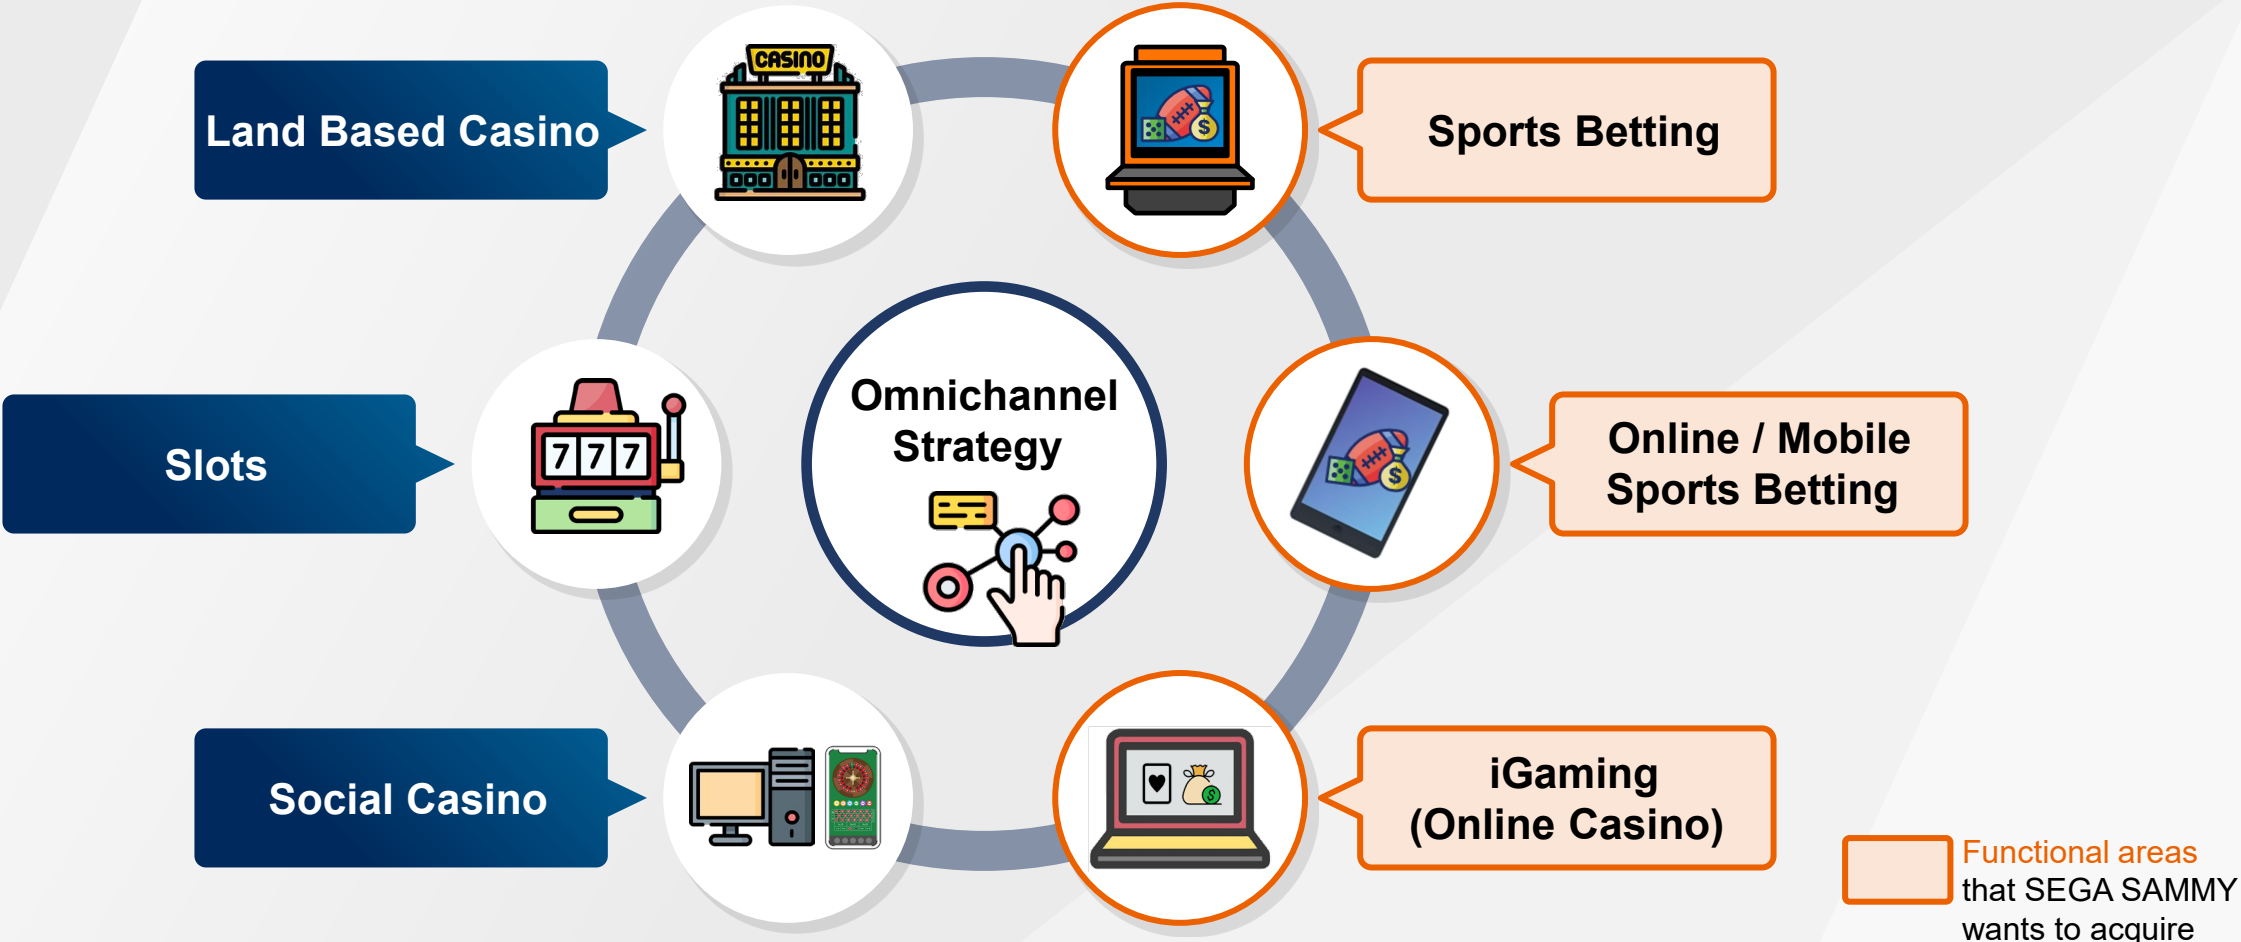 CASINO
Land Based Casino
Sports Betting
$
Omnichannel
Strategy
Slots
777
Online / Mobile
Sports Betting
$
Social Casino
iGaming
(Online Casino)
$
Functional areas
that SEGA SAMMY
wants to acquire